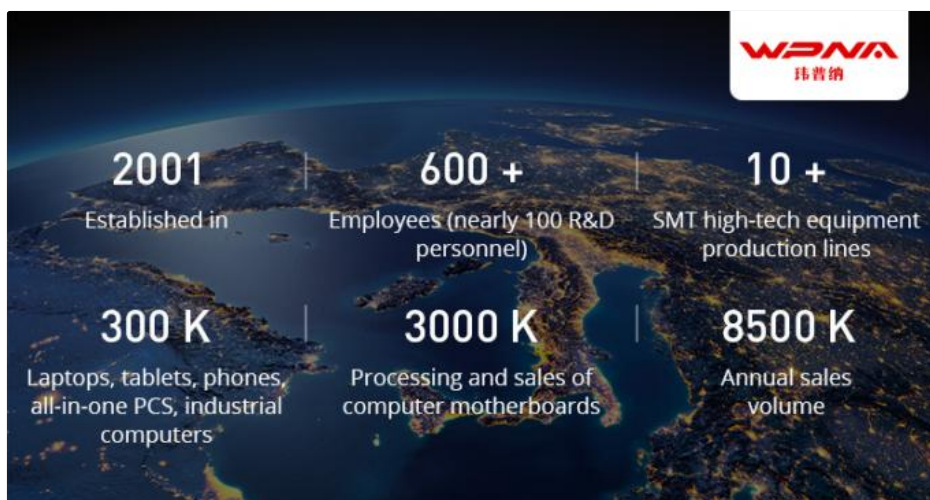 WPNA
玮普纳
2001
Established in
600 +
Employees (nearly 100 R&D
personnel)
10 +
SMT high-tech equipment
production lines
300 K
Laptops, tablets, phones,
all-in-one PCS, industrial
computers
3000 K
Processing and sales of
computer motherboards
8500 K
Annual sales
volume